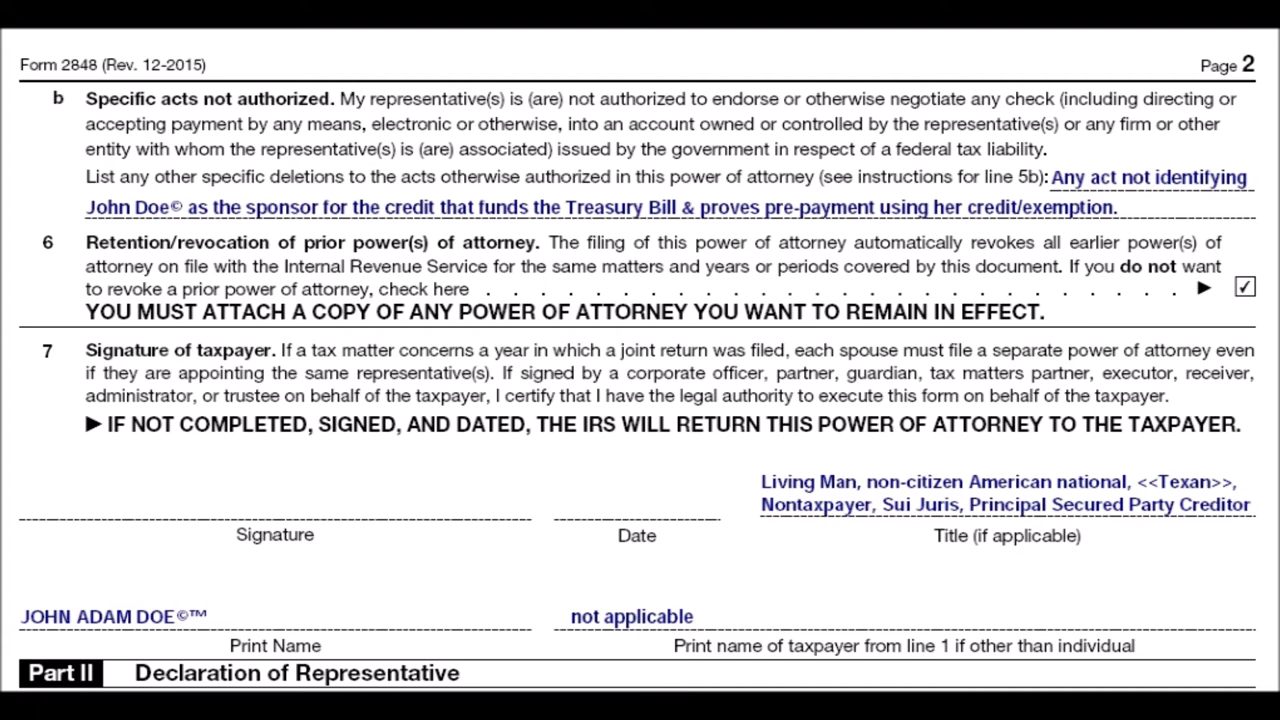 Form 2848 (Rev. 12-2015) Page 2
b Specific acts not authorized. My representative(s) is (are) not authorized to endorse or otherwise negotiate any check (including directing or
accepting payment by any means, electronic or otherwise, into an account owned or controlled by the representative(s) or any firm or other
entity with whom the representative(s) is (are) associated) issued by the government in respect of a federal tax liability.
List any other specific deletions to the acts otherwise authorized in this power of attorney (see instructions for line 5b): Any act not identifying
John Doe© as the sponsor for the credit that funds the Treasury Bill & proves pre-payment using her credit/exemption.
6 Retention/revocation of prior power(s) of attorney. The filing of this power of attorney automatically revokes all earlier power(s) of
attorney on file with the Internal Revenue Service for the same matters and years or periods covered by this document. If you do not want
to revoke a prior power of attorney, check here . . . . . . . . . . . . . . . . . . . . . . . . . . ▶ ✓
YOU MUST ATTACH A COPY OF ANY POWER OF ATTORNEY YOU WANT TO REMAIN IN EFFECT.
7 Signature of taxpayer. If a tax matter concerns a year in which a joint return was filed, each spouse must file a separate power of attorney even
if they are appointing the same representative(s). If signed by a corporate officer, partner, guardian, tax matters partner, executor, receiver,
administrator, or trustee on behalf of the taxpayer, I certify that I have the legal authority to execute this form on behalf of the taxpayer.
▶ IF NOT COMPLETED, SIGNED, AND DATED, THE IRS WILL RETURN THIS POWER OF ATTORNEY TO THE TAXPAYER.
Living Man, non-citizen American national, <<Texan>>,
Nontaxpayer, Sui Juris, Principal Secured Party Creditor
Signature Date Title (if applicable)
JOHN ADAM DOE©™ not applicable
Print Name Print name of taxpayer from line 1 if other than individual
Part II Declaration of Representative